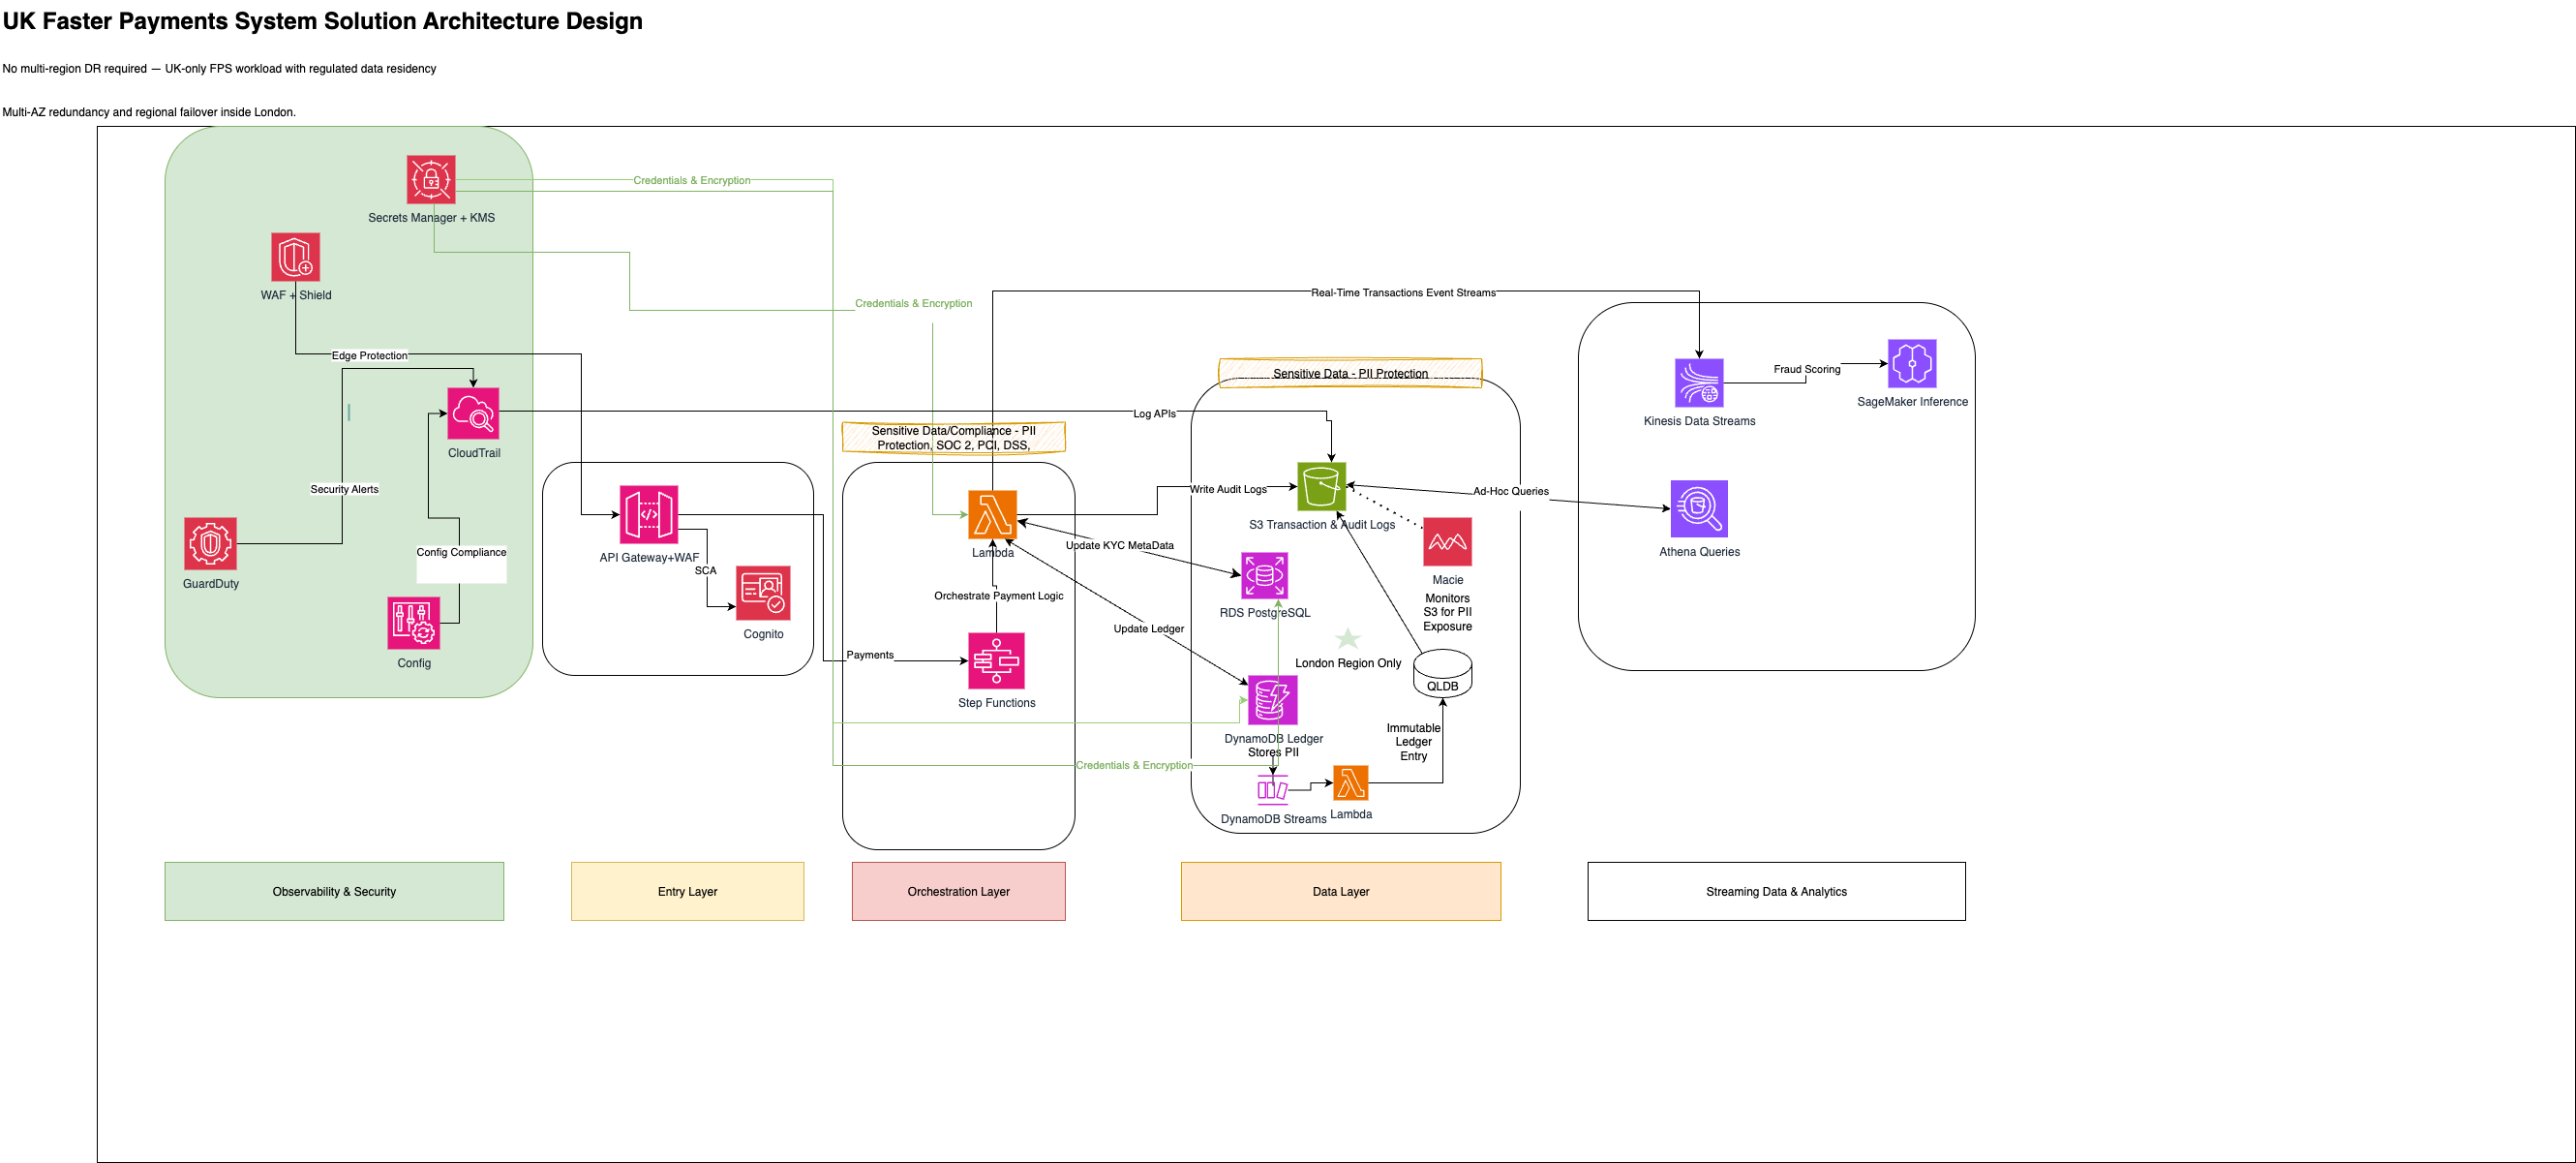 UK Faster Payments System Solution Architecture Design
No multi-region DR required — UK-only FPS workload with regulated data residency
Multi-AZ redundancy and regional failover inside London.
Secrets Manager + KMS
Credentials & Encryption
WAF + Shield
Edge Protection
Credentials & Encryption
Real-Time Transactions Event Streams
CloudTrail
Security Alerts
GuardDuty
Config Compliance
Config
Log APIs
API Gateway+WAF
SCA
Cognito
Payments
Sensitive Data/Compliance - PII
Protection, SOC 2, PCI, DSS,
Lambda
Orchestrate Payment Logic
Step Functions
Write Audit Logs
Update KYC MetaData
Update Ledger
Credentials & Encryption
Sensitive Data - PII Protection
S3 Transaction & Audit Logs
Macie
Monitors
S3 for PII
Exposure
RDS PostgreSQL
London Region Only
QLDB
DynamoDB Ledger
Stores PII
Immutable
Ledger
Entry
DynamoDB Streams
Lambda
Ad-Hoc Queries
Kinesis Data Streams
Fraud Scoring
SageMaker Inference
Athena Queries
Observability & Security
Entry Layer
Orchestration Layer
Data Layer
Streaming Data & Analytics